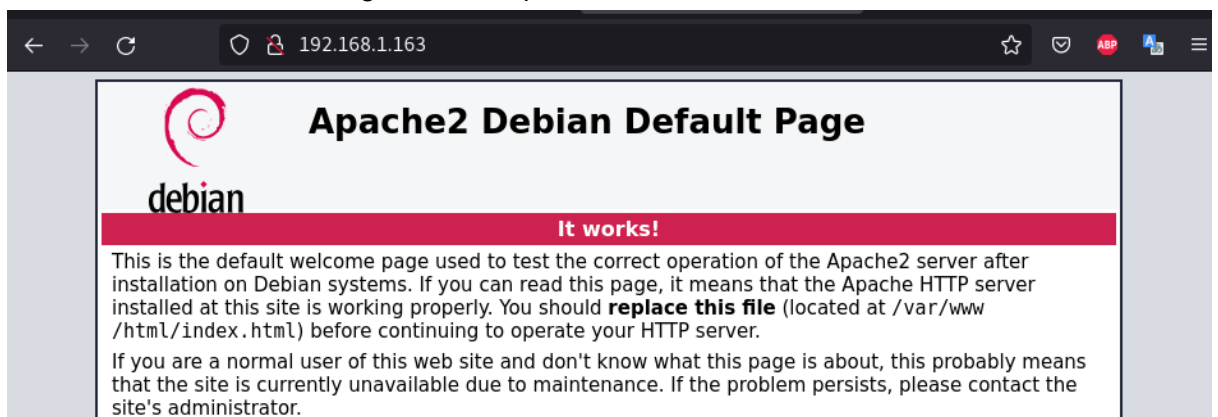 192.168.1.163
ABP
Apache2 Debian Default Page
debian
It works!
This is the default welcome page used to test the correct operation of the Apache2 server after
installation on Debian systems. If you can read this page, it means that the Apache HTTP server
installed at this site is working properly. You should replace this file (located at /var/www
/html/index.html) before continuing to operate your HTTP server.
If you are a normal user of this web site and don't know what this page is about, this probably means
that the site is currently unavailable due to maintenance. If the problem persists, please contact the
site's administrator.